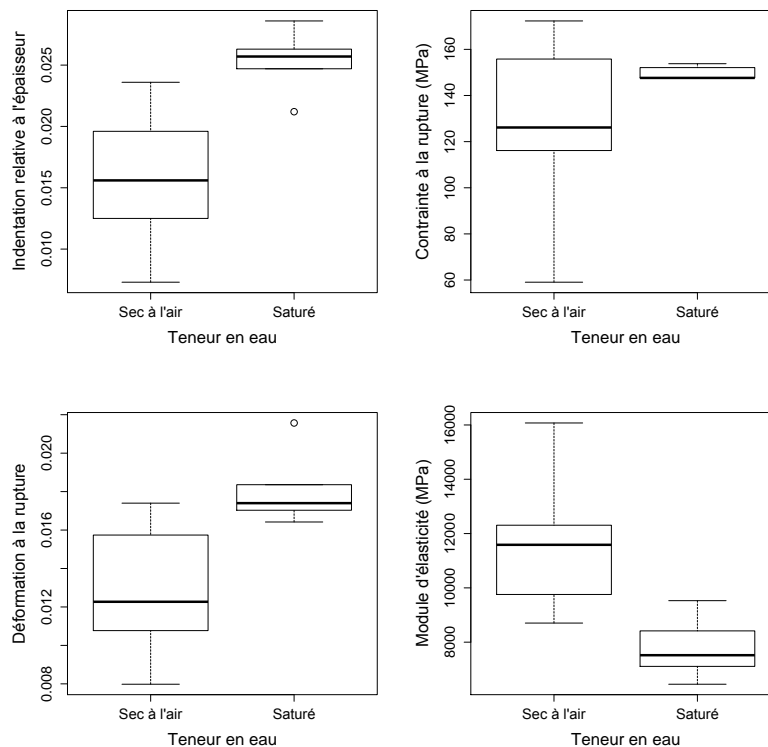 Indentation relative à l'épaisseur
0.025
0.020
0.015
0.010
Sec à l'air
Saturé
Teneur en eau
Contrainte à la rupture (MPa)
160
140
120
100
80
60
Sec à l'air
Saturé
Teneur en eau
Déformation à la rupture
0.020
0.016
0.012
0.008
Sec à l'air
Saturé
Teneur en eau
Module d'élasticité (MPa)
16000
14000
12000
10000
8000
Sec à l'air
Saturé
Teneur en eau